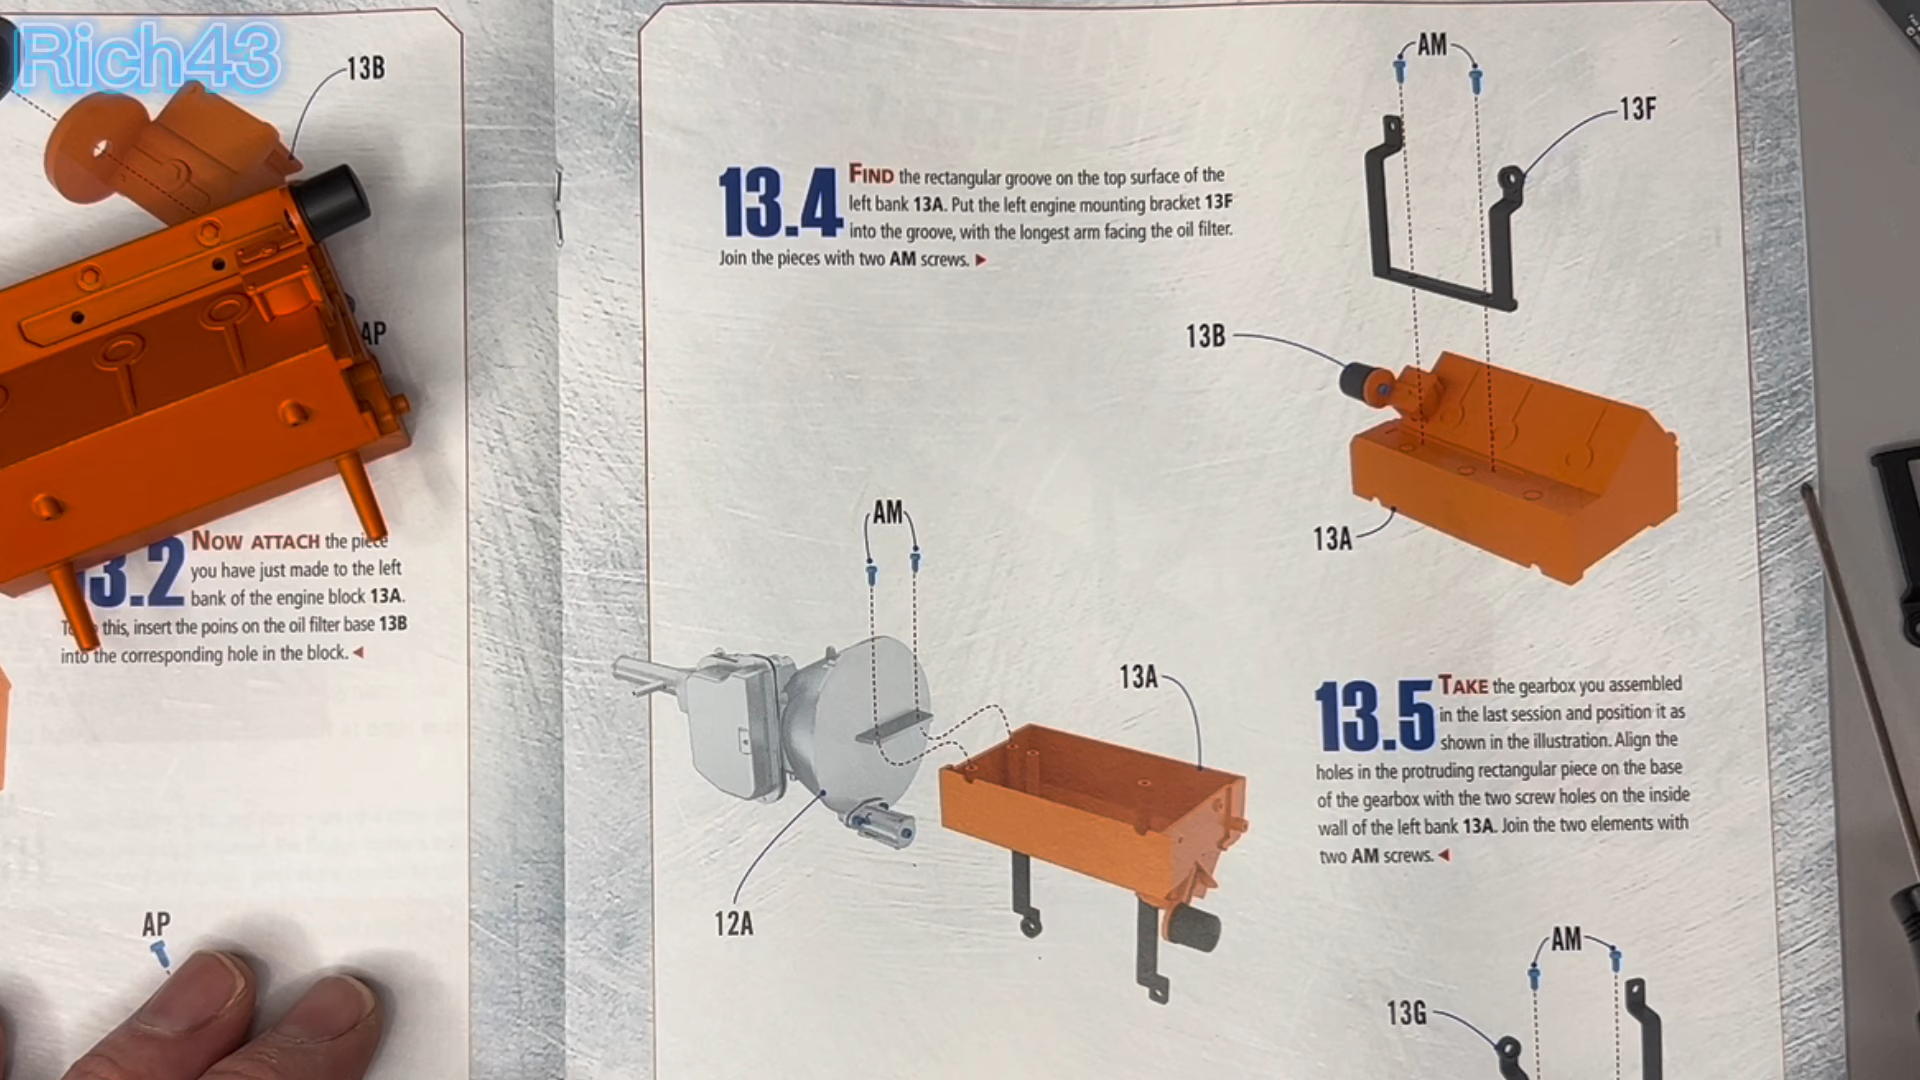 Rich43
13B
AP
3.2 NOW ATTACH the piece
you have just made to the left
bank of the engine block 13A.
this, insert the poins on the oil filter base 13B
into the corresponding hole in the block. ◄
AP
AM
13F
13.4 FIND the rectangular groove on the top surface of the
left bank 13A. Put the left engine mounting bracket 13F
into the groove, with the longest arm facing the oil filter.
Join the pieces with two AM screws. ►
13B
13A
AM
13A
12A
13.5 TAKE the gearbox you assembled
in the last session and position it as
shown in the illustration. Align the
holes in the protruding rectangular piece on the base
of the gearbox with the two screw holes on the inside
wall of the left bank 13A. Join the two elements with
two AM screws. ◄
AM
13G